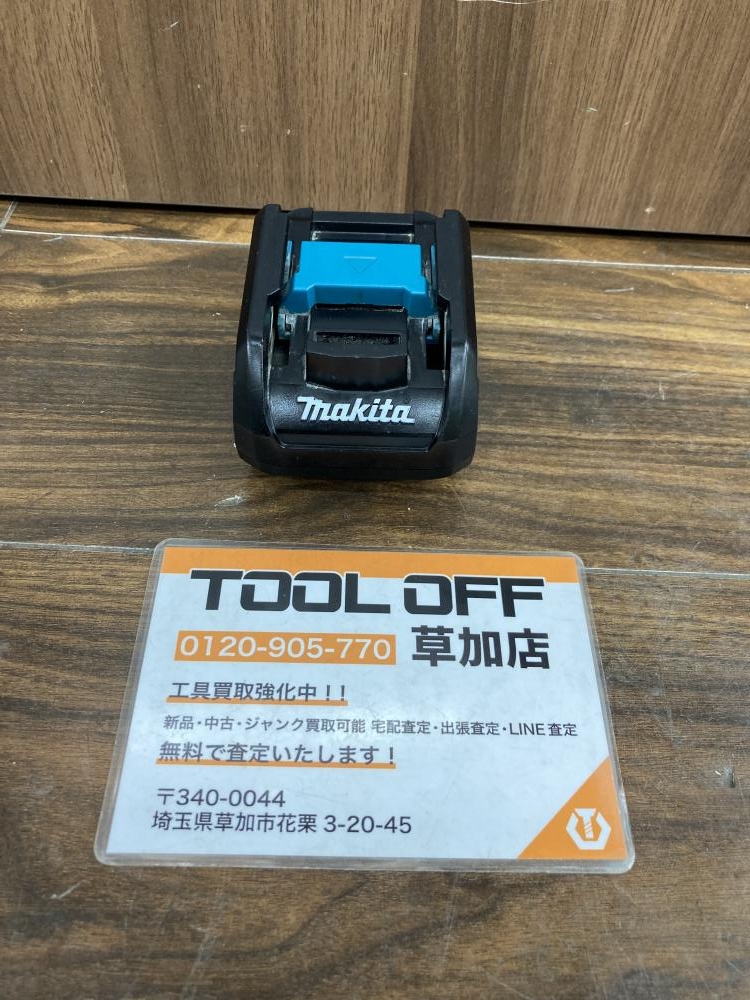 makita
TOOL OFF
0120-905-770 草加店
工具買取強化中！！
新品・中古・ジャンク買取可能 宅配査定・出張査定・LINE査定
無料で査定いたします！
〒340-0044
埼玉県草加市花栗 3-20-45